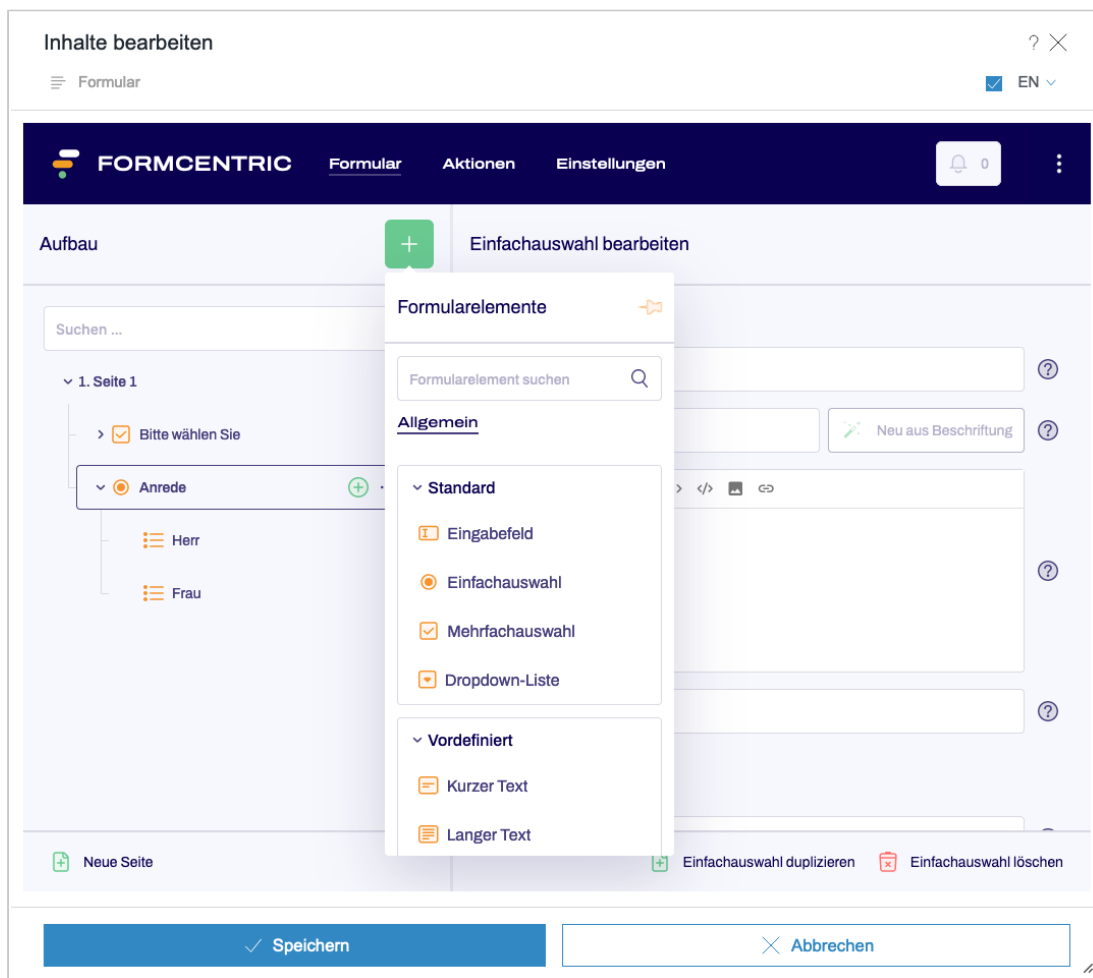 Inhalte bearbeiten
?
Formular
EN
FORMCENTRIC Formular Aktionen Einstellungen 0
Aufbau
+
Einfachauswahl bearbeiten
Formularelemente
Suchen ...
Formularelement suchen
1. Seite 1
Allgemein
Bitte wählen Sie
Neu aus Beschriftung
Anrede
Standard
Herr
Eingabefeld
Frau
Einfachauswahl
Mehrfachauswahl
Dropdown-Liste
Vordefiniert
Kurzer Text
Langer Text
Neue Seite
Einfachauswahl duplizieren
Einfachauswahl löschen
Speichern
Abbrechen